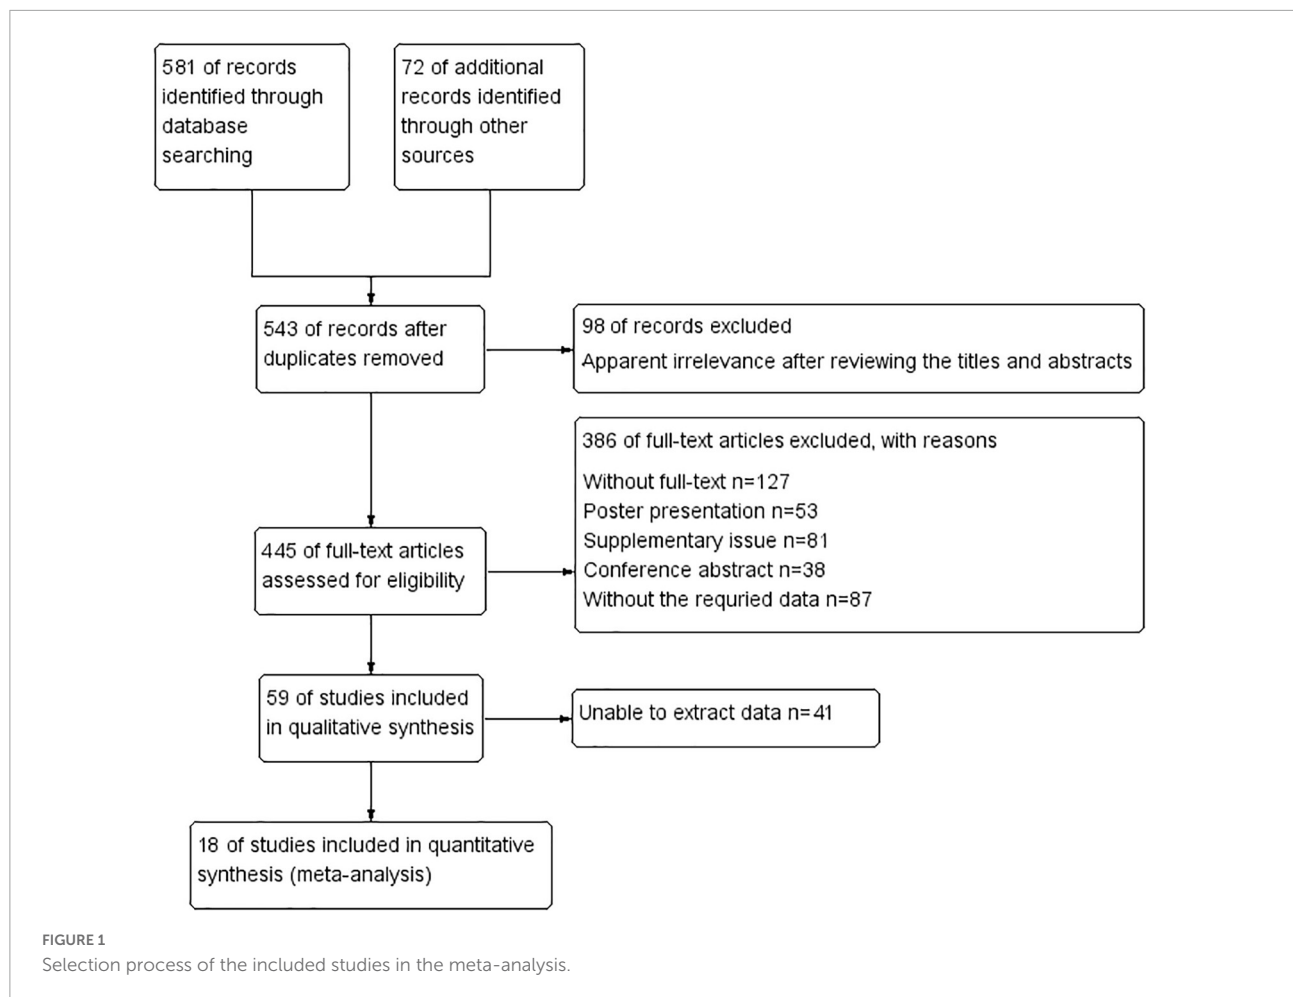 581 of records
identified through
database
searching
72 of additional
records identified
through other
sources
543 of records after
duplicates removed
98 of records excluded
Apparent irrelevance after reviewing the titles and abstracts
386 of full-text articles excluded, with reasons
Without full-text n=127
Poster presentation n=53
Supplementary issue n=81
Conference abstract n=38
Without the requried data n=87
445 of full-text articles
assessed for eligibility
59 of studies included
in qualitative synthesis
Unable to extract data n=41
18 of studies included in quantitative
synthesis (meta-analysis)
FIGURE 1
Selection process of the included studies in the meta-analysis.